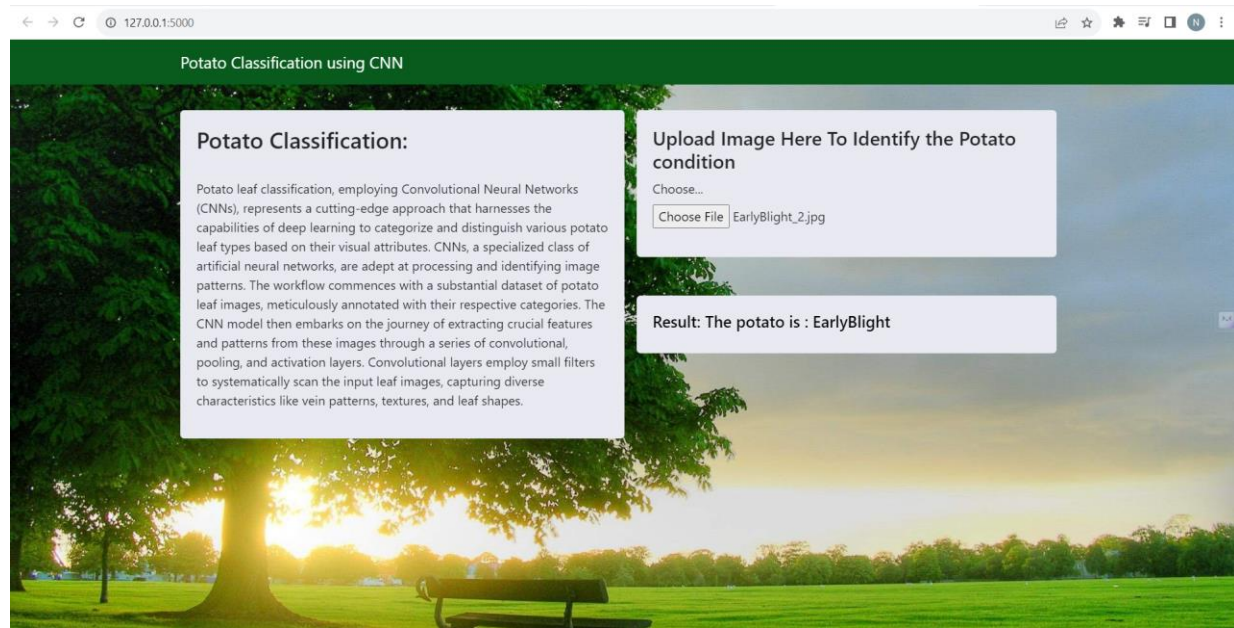 127.0.0.1:5000
N
Potato Classification using CNN
Potato Classification:
Potato leaf classification, employing Convolutional Neural Networks
(CNNs), represents a cutting-edge approach that harnesses the
capabilities of deep learning to categorize and distinguish various potato
leaf types based on their visual attributes. CNNs, a specialized class of
artificial neural networks, are adept at processing and identifying image
patterns. The workflow commences with a substantial dataset of potato
leaf images, meticulously annotated with their respective categories. The
CNN model then embarks on the journey of extracting crucial features
and patterns from these images through a series of convolutional,
pooling, and activation layers. Convolutional layers employ small filters
to systematically scan the input leaf images, capturing diverse
characteristics like vein patterns, textures, and leaf shapes.
Upload Image Here To Identify the Potato
condition
Choose...
Choose File EarlyBlight_2.jpg
Result: The potato is : EarlyBlight